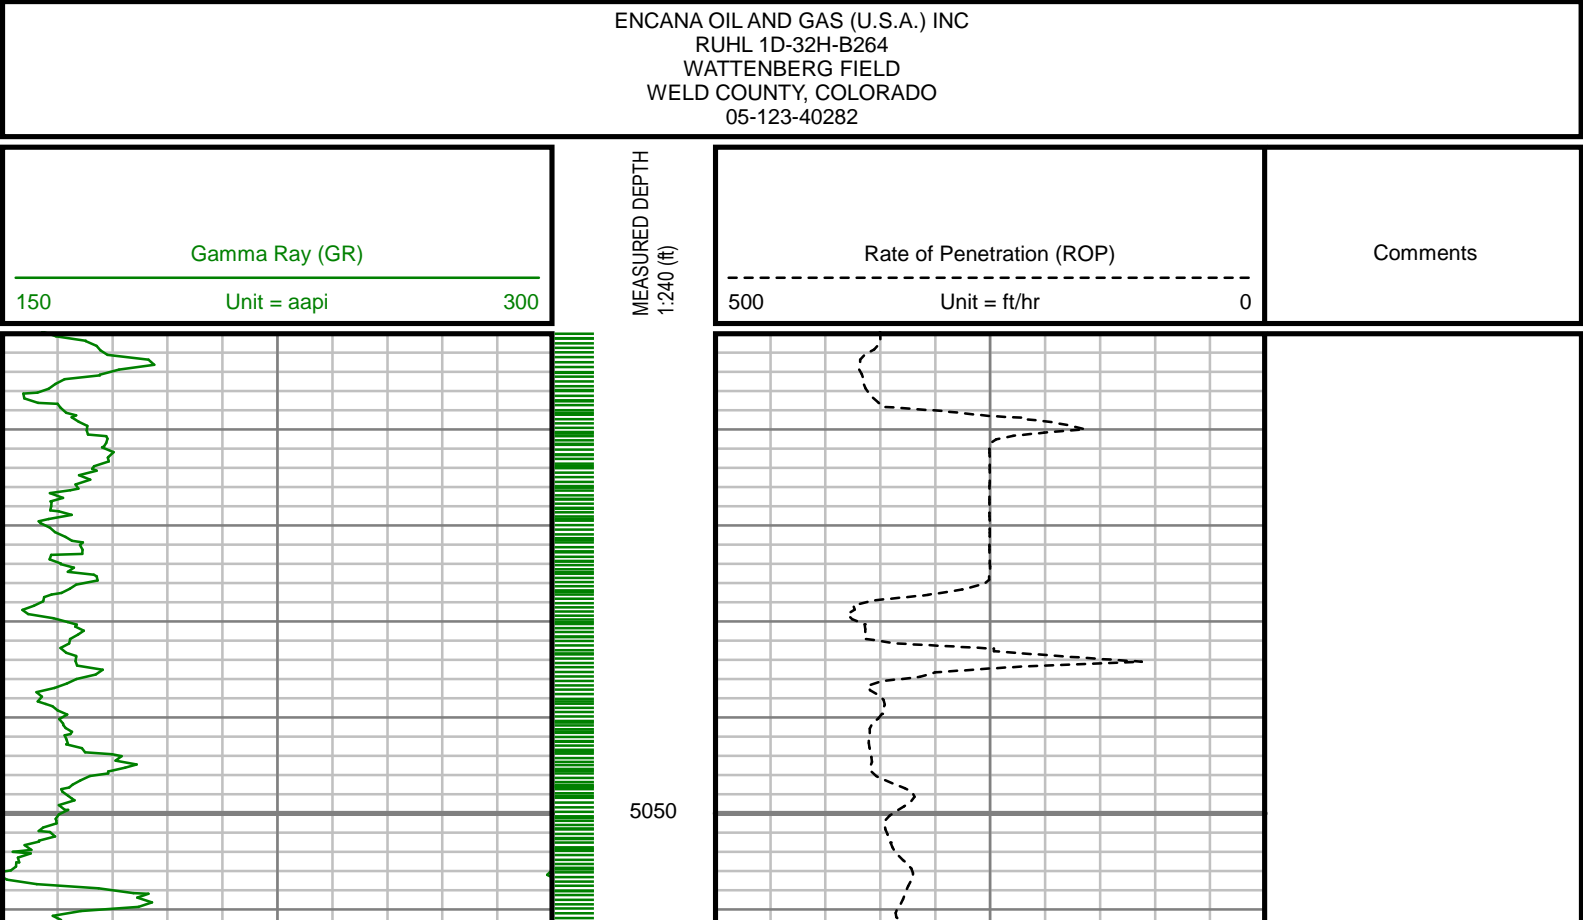 ENCANA OIL AND GAS (U.S.A.) INC
RUHL 1D-32H-B264
WATTENBERG FIELD
WELD COUNTY, COLORADO
05-123-40282
Gamma Ray (GR)
150 Unit = aapi 300
MEASURED DEPTH
1:240 (ft)
Rate of Penetration (ROP)
500 Unit = ft/hr 0
Comments
5050